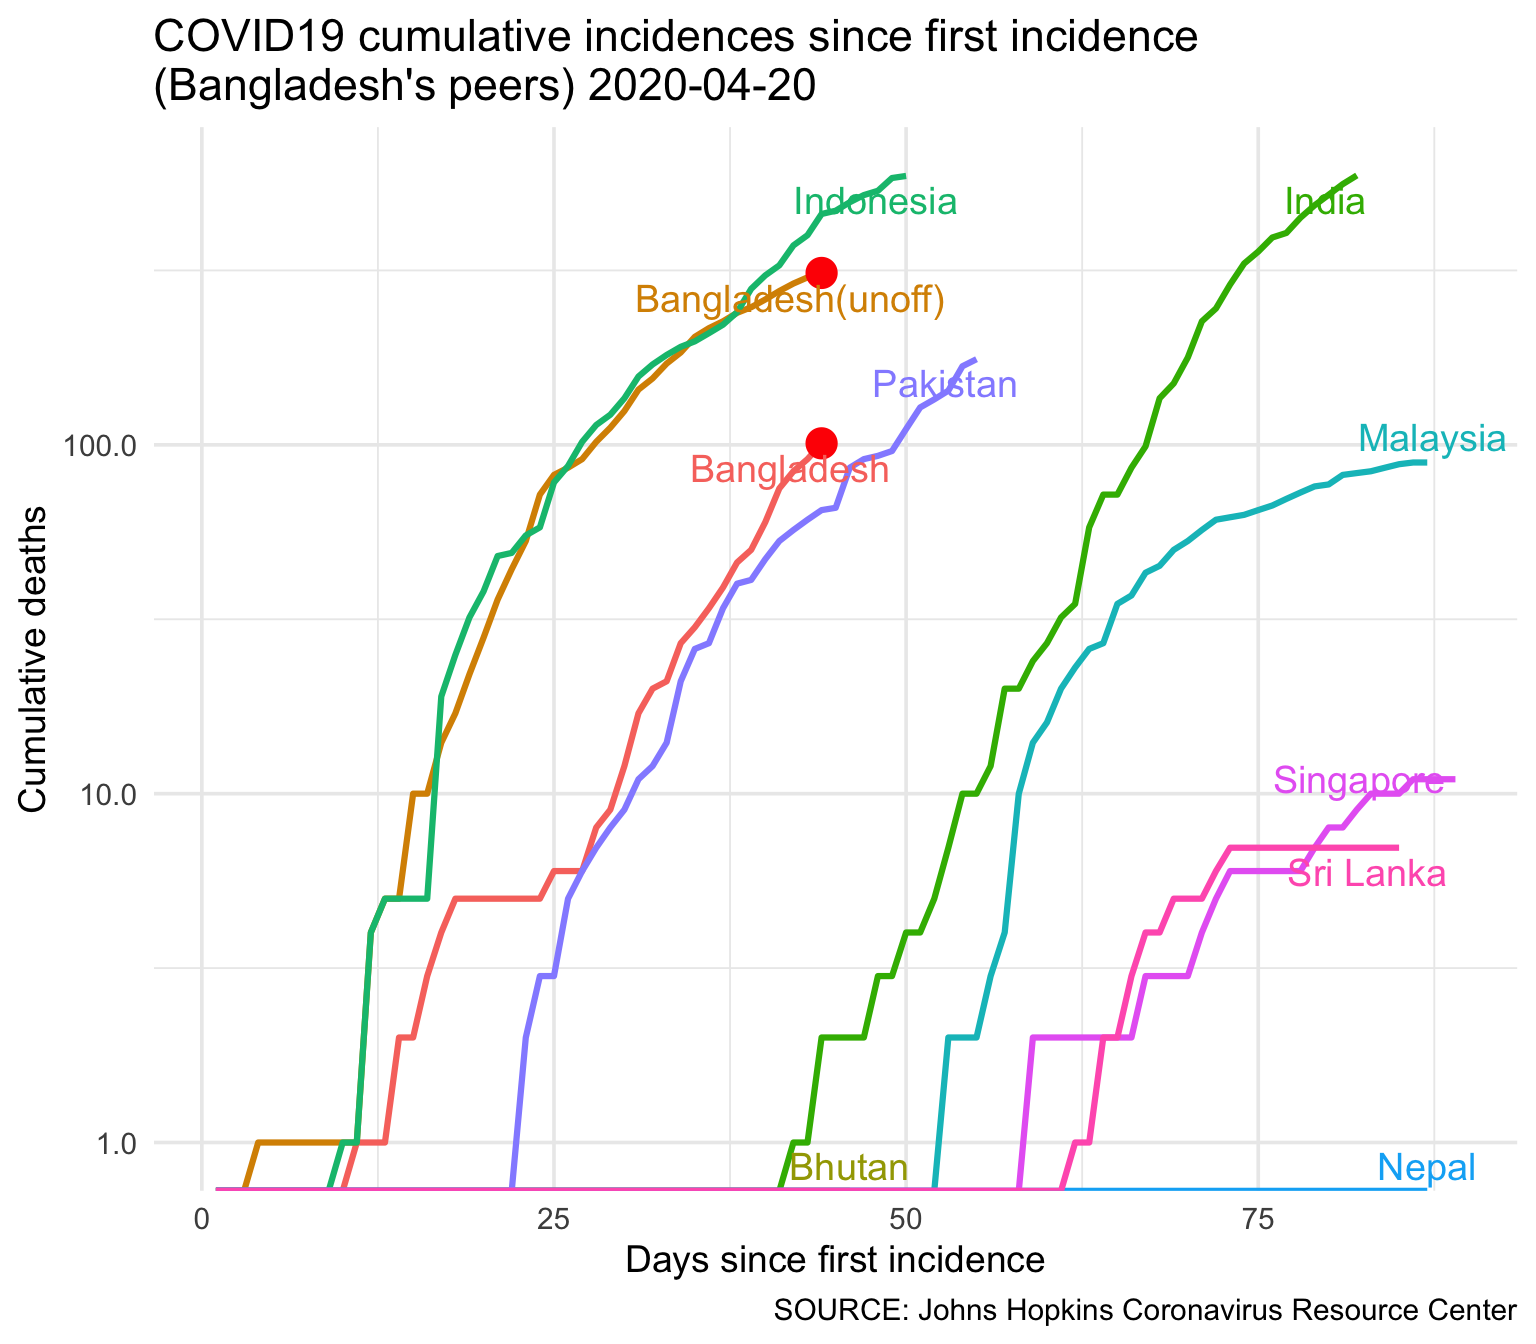 COVID19 cumulative incidences since first incidence
(Bangladesh's peers) 2020-04-20
Cumulative deaths
100.0
10.0
1.0
Indonesia
India
Bangladesh(unoff)
Pakistan
Malaysia
Bangladesh
Singapore
Sri Lanka
Bhutan
Nepal
0
25
50
75
Days since first incidence
SOURCE: Johns Hopkins Coronavirus Resource Center